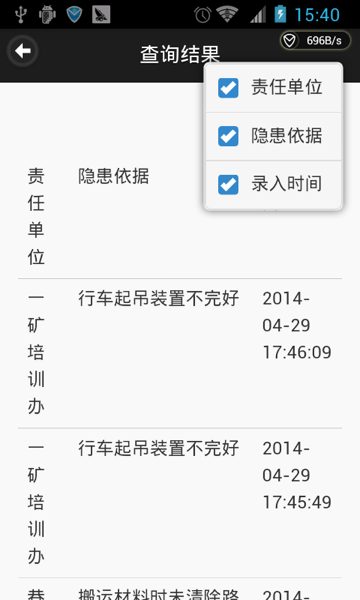 15:40
查询结果
696B/s
责任单位
隐患依据
录入时间
责任单位
隐患依据
一矿培训办
行车起吊装置不完好
2014-
04-29
17:46:09
一矿培训办
行车起吊装置不完好
2014-
04-29
17:45:49
巷
搬运材料时未清除路
2014-